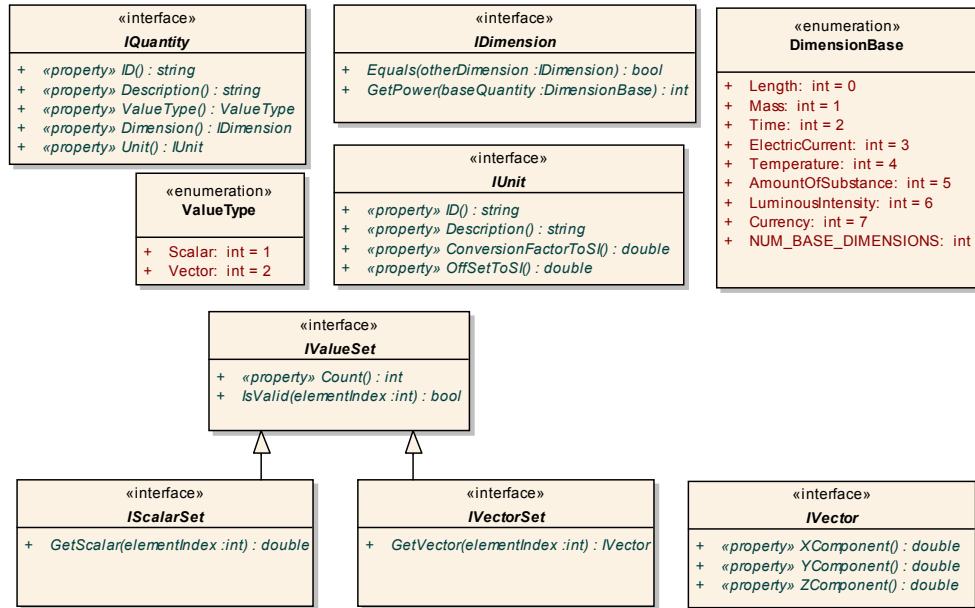 «interface»
IQuantity
+ «property» ID() : string
+ «property» Description() : string
+ «property» ValueType() : ValueType
+ «property» Dimension() : IDimension
+ «property» Unit() : IUnit
«interface»
IDimension
+ Equals(otherDimension :IDimension) : bool
+ GetPower(baseQuantity :DimensionBase) : int
«enumeration»
DimensionBase
+ Length: int = 0
+ Mass: int = 1
+ Time: int = 2
+ ElectricCurrent: int = 3
+ Temperature: int = 4
+ AmountOfSubstance: int = 5
+ LuminousIntensity: int = 6
+ Currency: int = 7
+ NUM_BASE_DIMENSIONS: int
«enumeration»
ValueType
+ Scalar: int = 1
+ Vector: int = 2
«interface»
IUnit
+ «property» ID() : string
+ «property» Description() : string
+ «property» ConversionFactorToSI() : double
+ «property» OffSetToSI() : double
«interface»
IValueSet
+ «property» Count() : int
+ IsValid(elementIndex :int) : bool
«interface»
IScalarSet
+ GetScalar(elementIndex :int) : double
«interface»
IVectorSet
+ GetVector(elementIndex :int) : IVector
«interface»
IVector
+ «property» XComponent() : double
+ «property» YComponent() : double
+ «property» ZComponent() : double